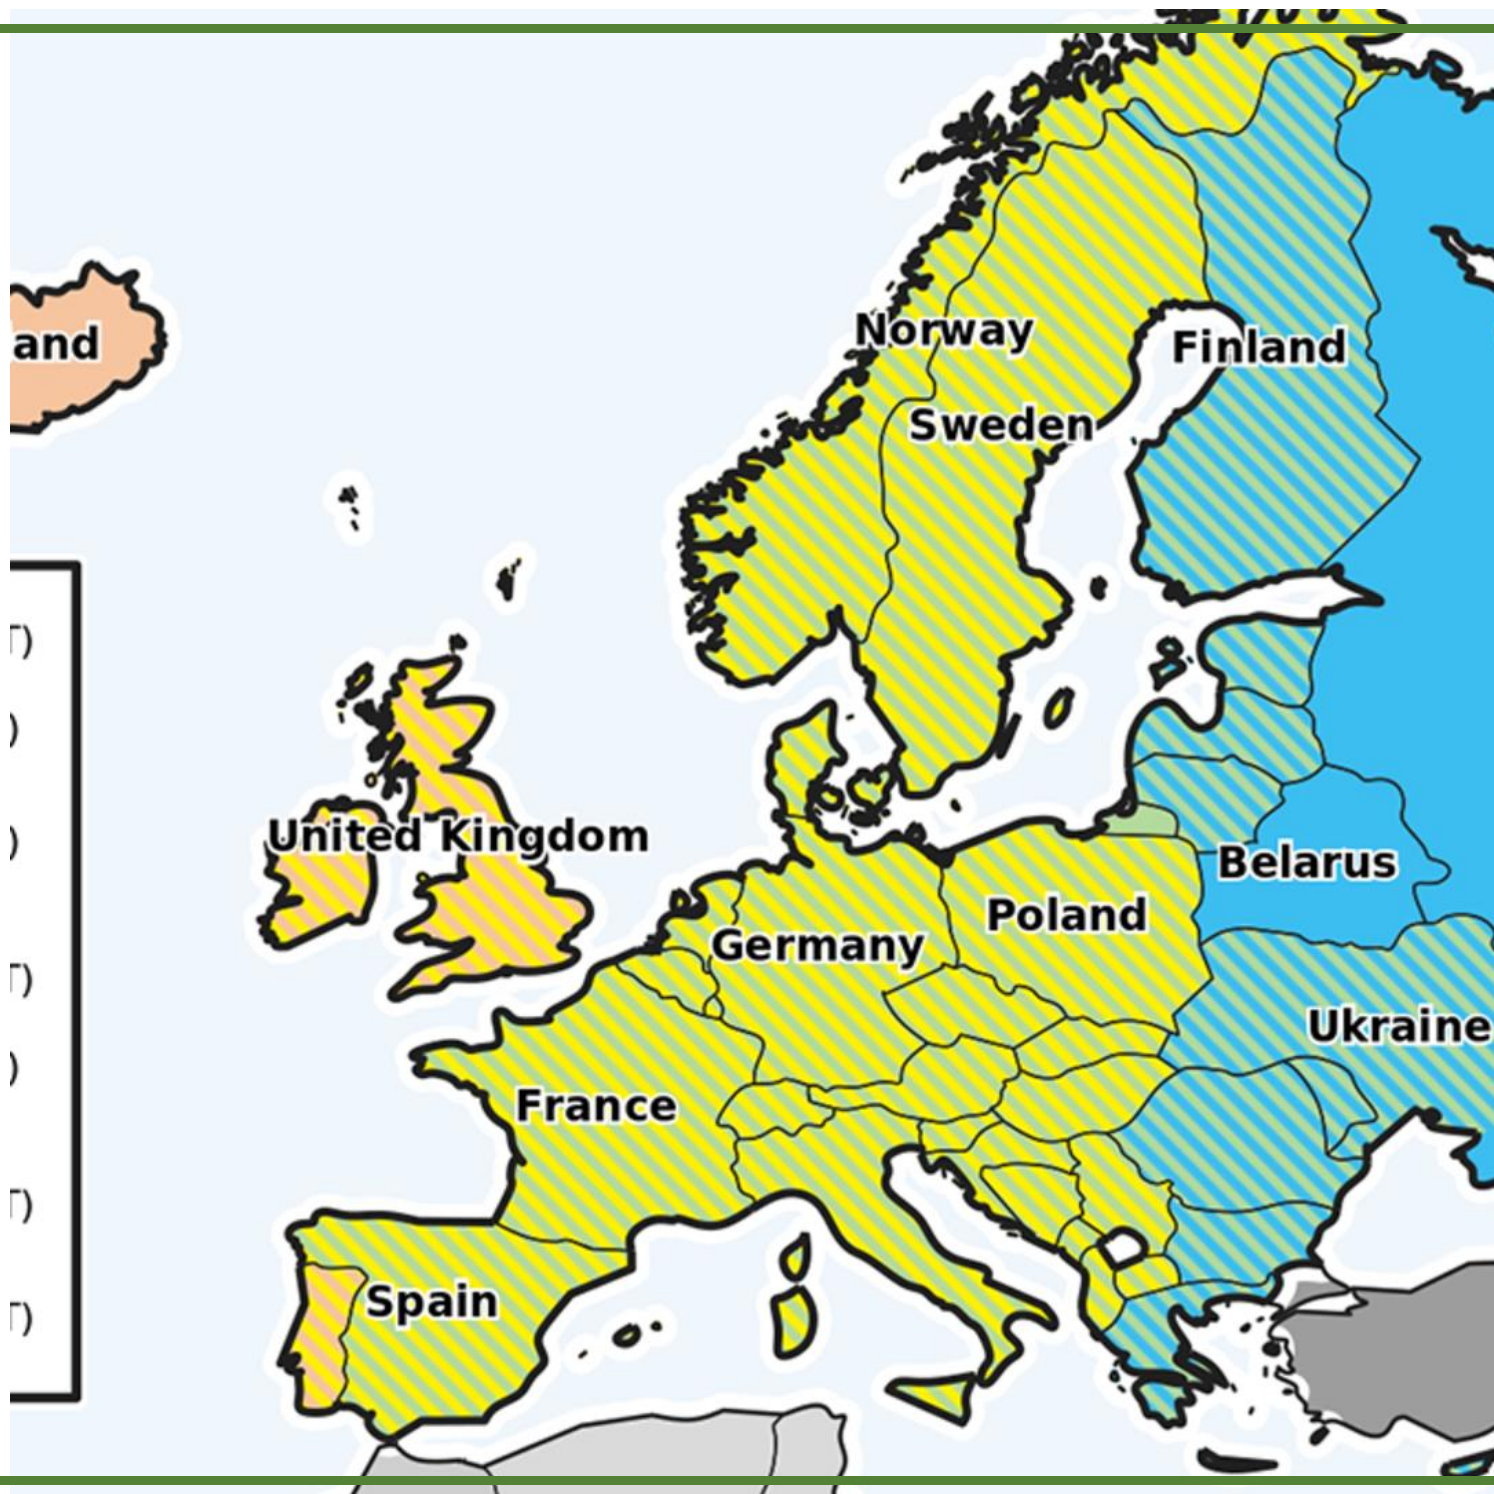 Norway
and
Finland
Sweden
T)
)
United Kingdom
)
Belarus
Poland
Germany
T)
Ukraine
)
France
T)
Spain
T)